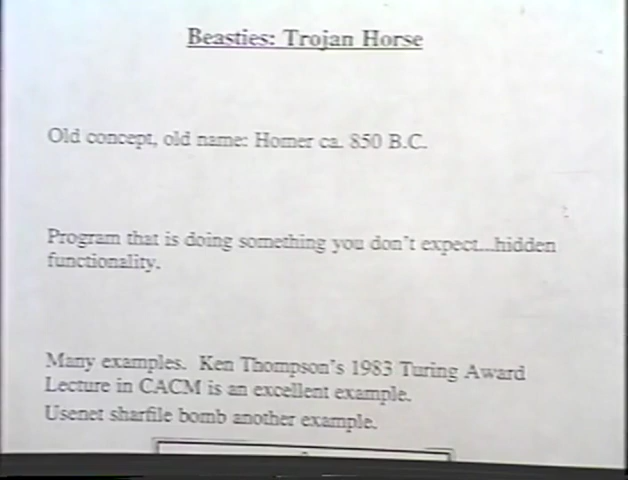 Beasties: Trojan Horse
Old concept, old name: Homer ca. 850 B.C.
Program that is doing something you don't expect...hidden
functionality.
Many examples. Ken Thompson's 1983 Turing Award
Lecture in CACM is an excellent example.
Usenet sharfile bomb another example.